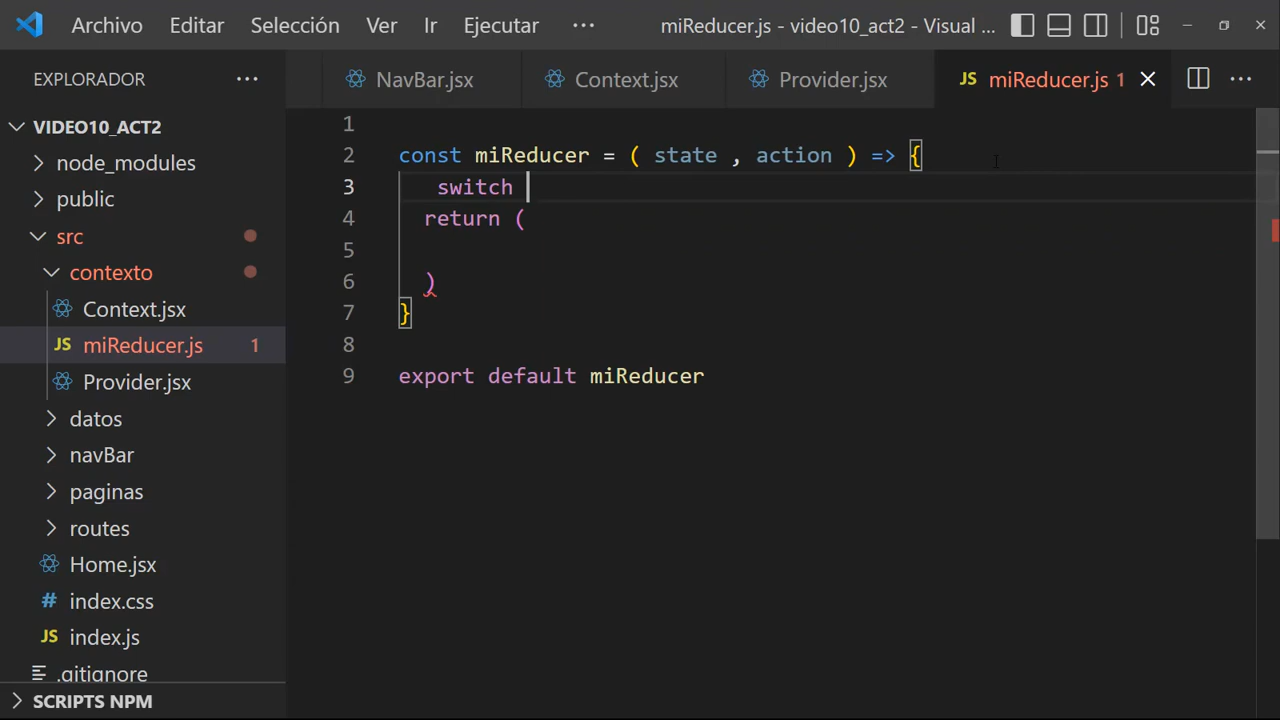 Archivo Editar Selección Ver Ir Ejecutar ··· miReducer.js - video10_act2 - Visual ...
EXPLORADOR ···
NavBar.jsx Context.jsx Provider.jsx JS miReducer.js 1
VIDEO10_ACT2
node_modules
public
src
contexto
Context.jsx
JS miReducer.js 1
Provider.jsx
datos
navBar
paginas
routes
Home.jsx
# index.css
JS index.js
.gitignore
SCRIPTS NPM
1
2 const miReducer = ( state , action ) => {
3 switch
4 return (
5
6 )
7 }
8
9 export default miReducer